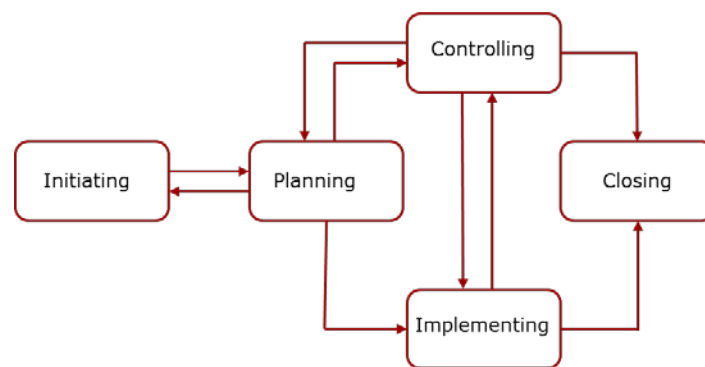 Controlling
Initiating
Planning
Closing
Implementing